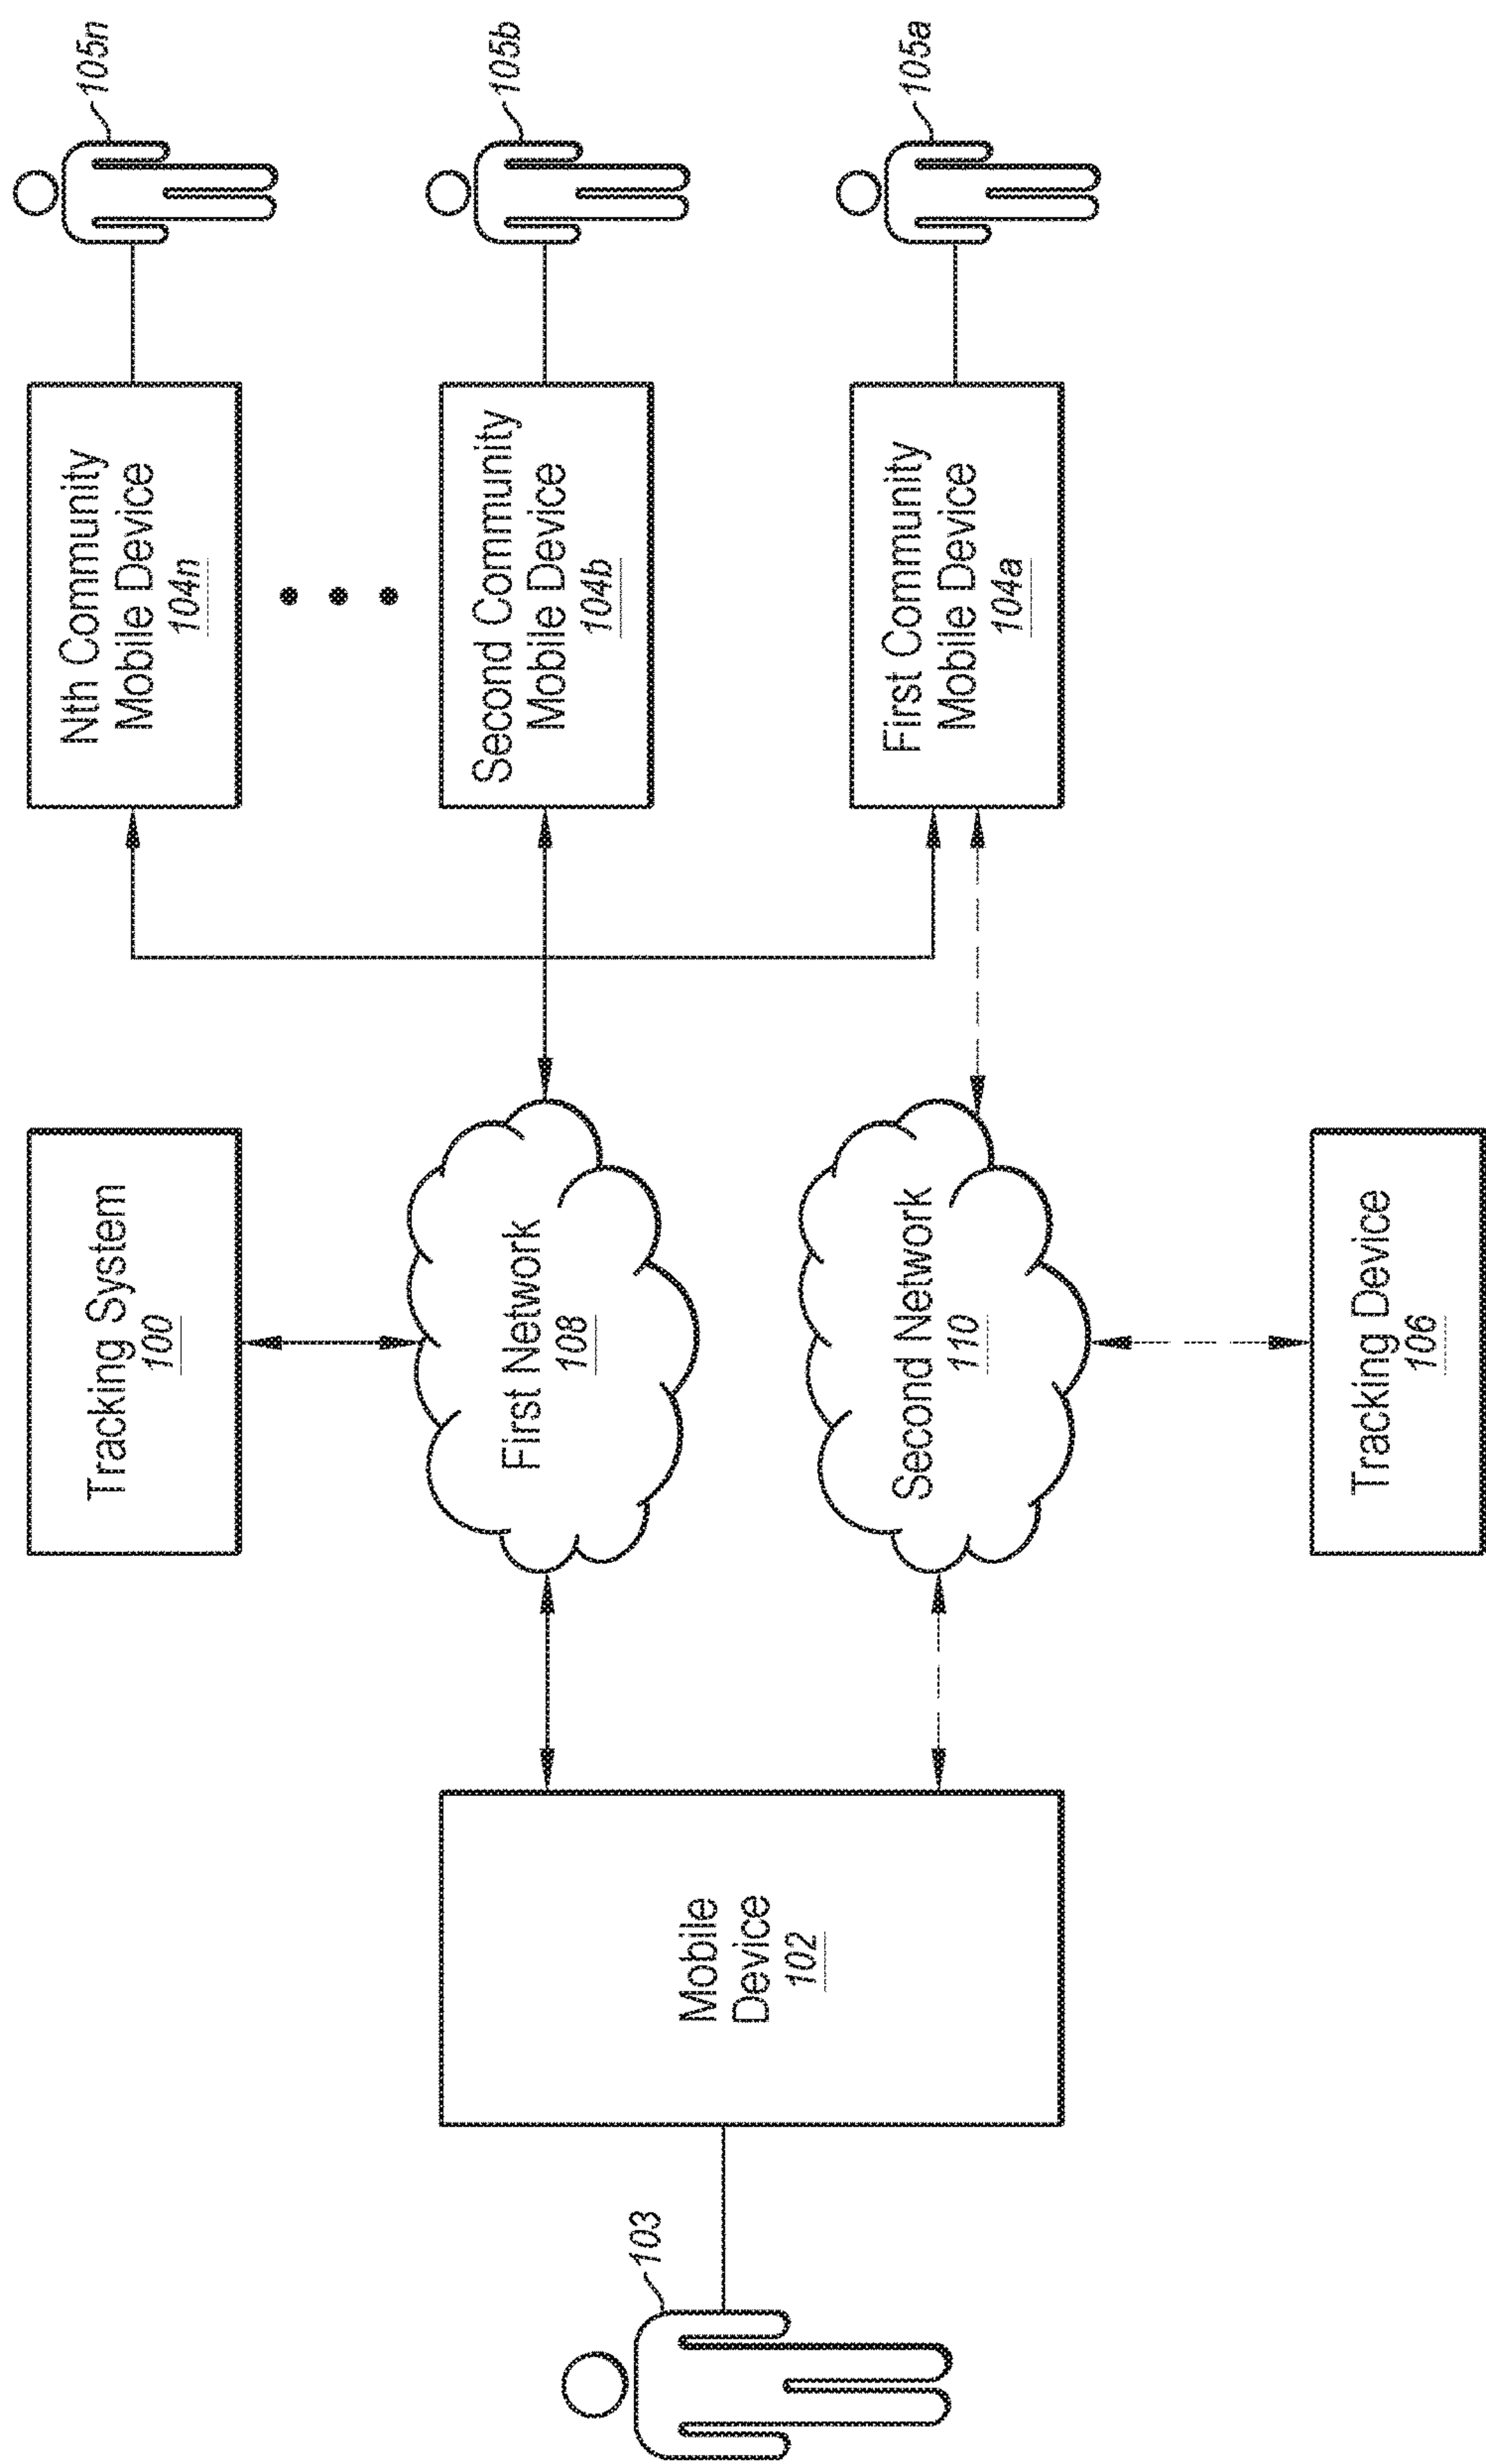 Tracking System
100
Nth Community
Mobile Device
104n
105n
103
Mobile
Device
102
First Network
108
Second Community
Mobile Device
104b
105b
Second Network
110
First Community
Mobile Device
104a
105a
Tracking Device
106